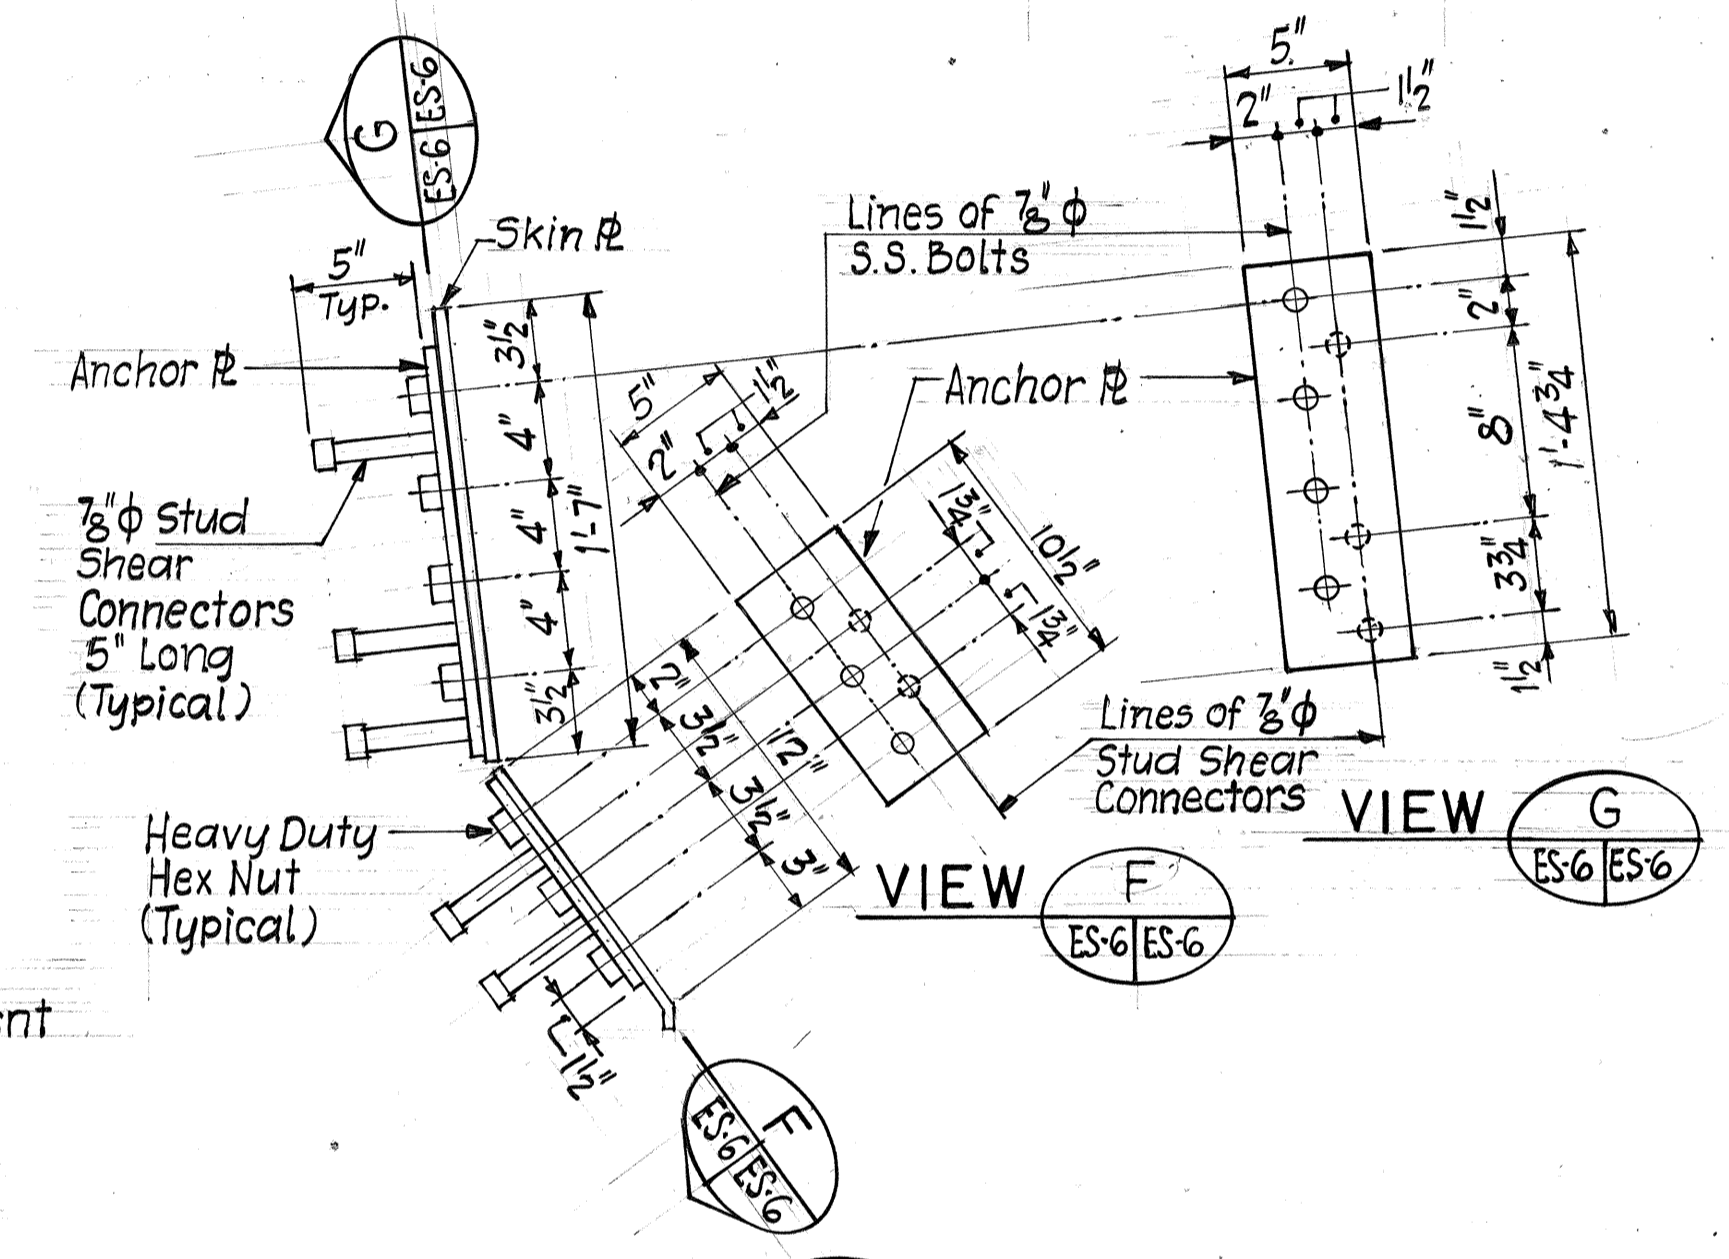 G
ES-6 | ES-6
Skin ℄
5"
Typ.
Anchor ℄
7/8"ϕ Stud
Shear
Connectors
5" Long
(Typical)
3½"
4"
4"
4"
3½"
1'-7"
Heavy Duty
Hex Nut
(Typical)
1½"
F
ES-6 | ES-6
nt
Lines of 7/8"ϕ
S.S. Bolts
5"
2"
1½"
Anchor ℄
1¾"
10½"
1¾"
2"
3½"
12"
3½"
3"
VIEW F
ES-6 | ES-6
5"
2"
1½"
1½"
2"
8"
1'-4¾"
3¾"
1½"
Lines of 7/8"ϕ
Stud Shear
Connectors
VIEW G
ES-6 | ES-6